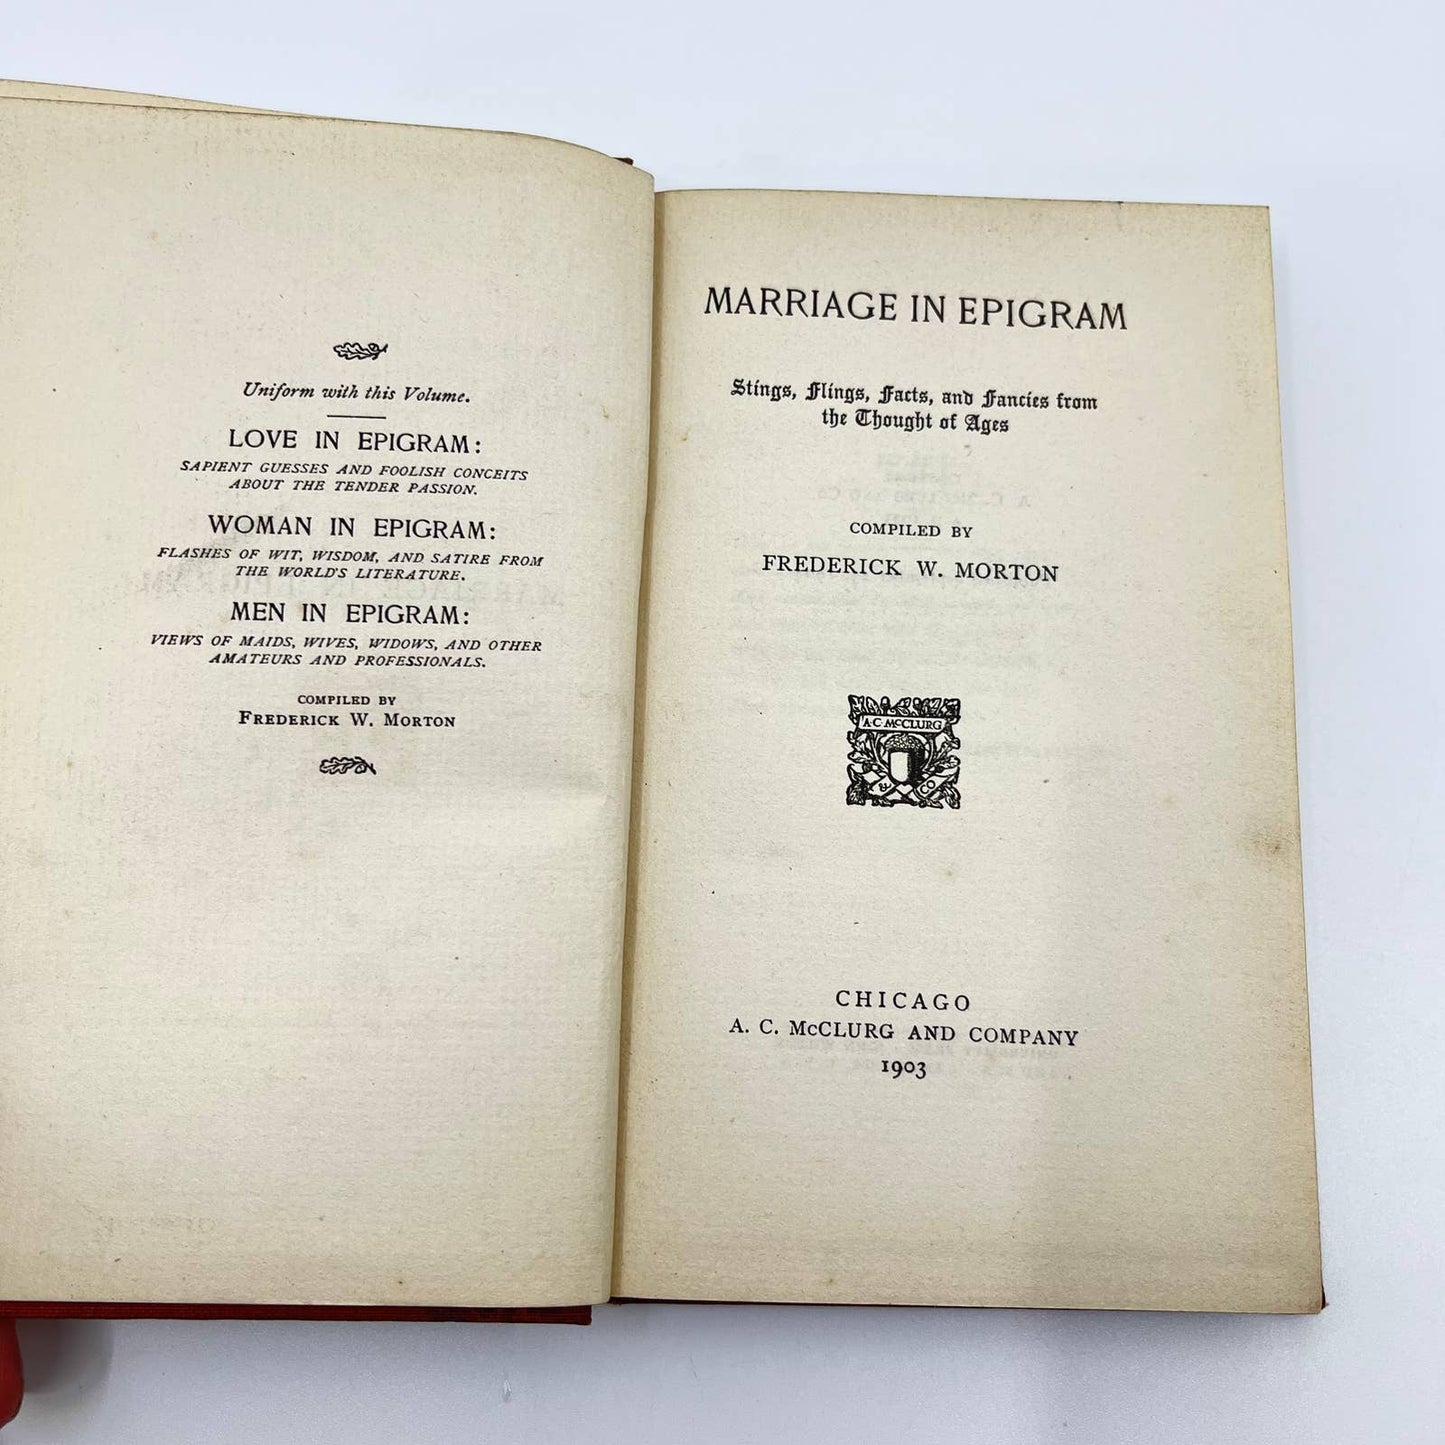 Uniform with this Volume.
LOVE IN EPIGRAM:
SAPIENT GUESSES AND FOOLISH CONCEITS
ABOUT THE TENDER PASSION.
WOMAN IN EPIGRAM:
FLASHES OF WIT, WISDOM, AND SATIRE FROM
THE WORLD'S LITERATURE.
MEN IN EPIGRAM:
VIEWS OF MAIDS, WIVES, WIDOWS, AND OTHER
AMATEURS AND PROFESSIONALS.
COMPILED BY
FREDERICK W. MORTON
MARRIAGE IN EPIGRAM
Stings, Flings, Facts, and Fancies from
the Thought of Ages
COMPILED BY
FREDERICK W. MORTON
A·C·McCLURG
& CO
CHICAGO
A. C. McCLURG AND COMPANY
1903